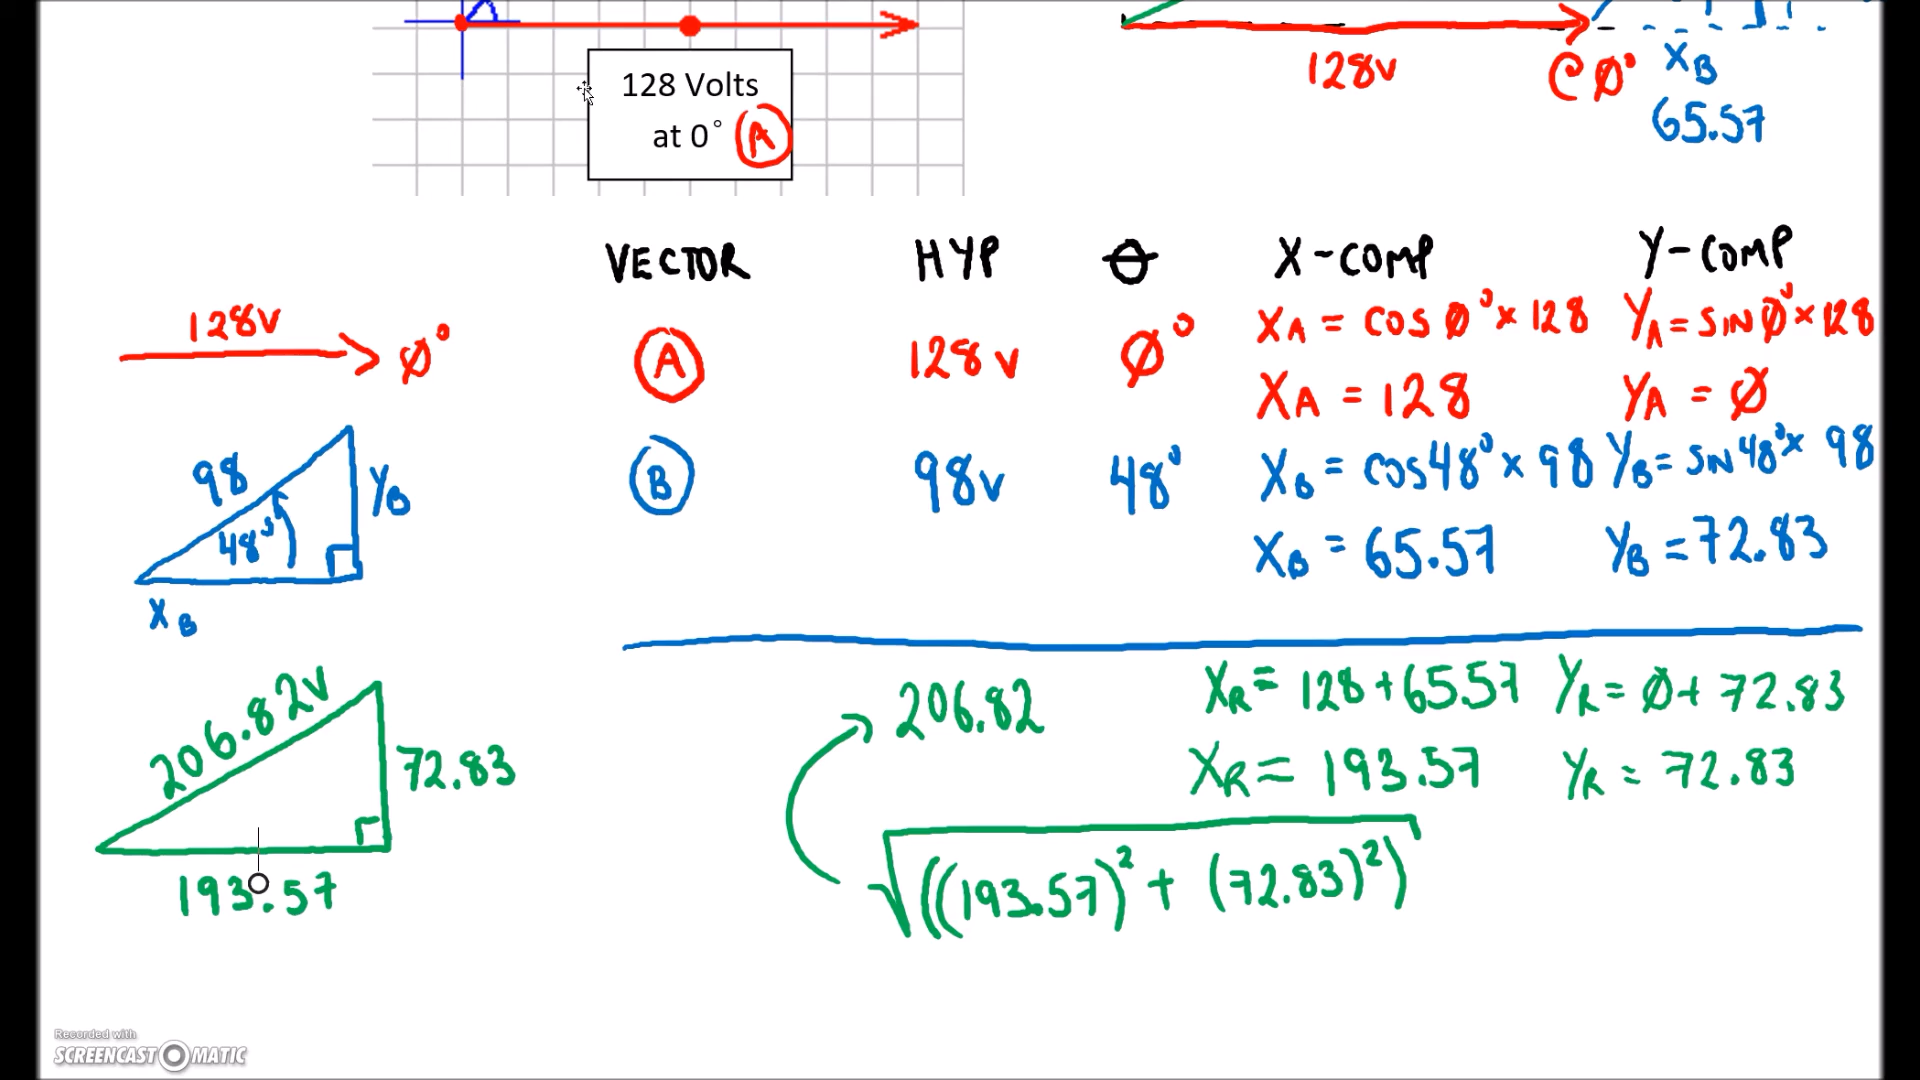 128 Volts
at 0° A
128v
@ Ø°
XB
65.57
VECTOR HYP Θ X-COMP Y-COMP
128v
Ø°
A 128v Ø° XA = COS Ø° × 128 YA = SIN Ø° × 128
XA = 128 YA = Ø
98
48°
YB
XB
B 98v 48° XB = COS 48° × 98 YB = SIN 48° × 98
XB = 65.57 YB = 72.83
206.82v
72.83
193.57
206.82 XR = 128 + 65.57 YR = Ø + 72.83
XR = 193.57 YR = 72.83
√((193.57)² + (72.83)²)
Recorded with
SCREENCAST-O-MATIC